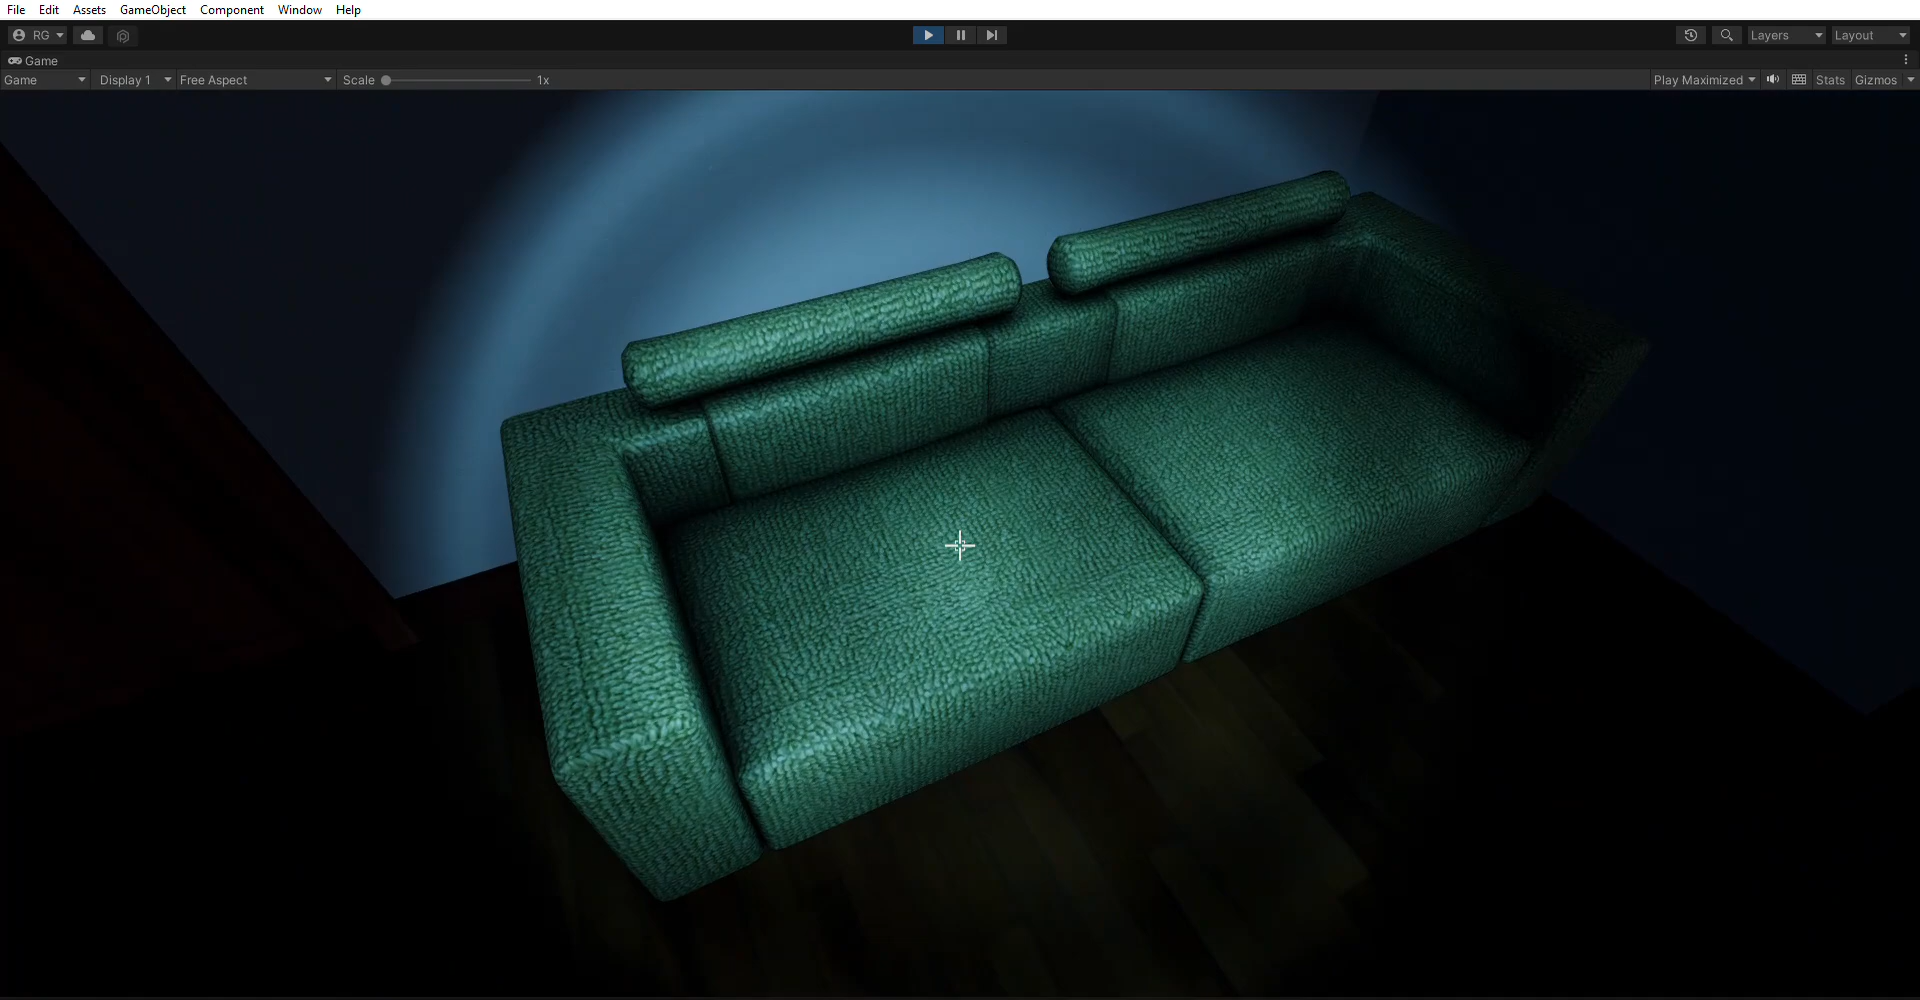 File Edit Assets GameObject Component Window Help
RG Layers Layout
Game
Game Display 1 Free Aspect Scale 1x Play Maximized Stats Gizmos